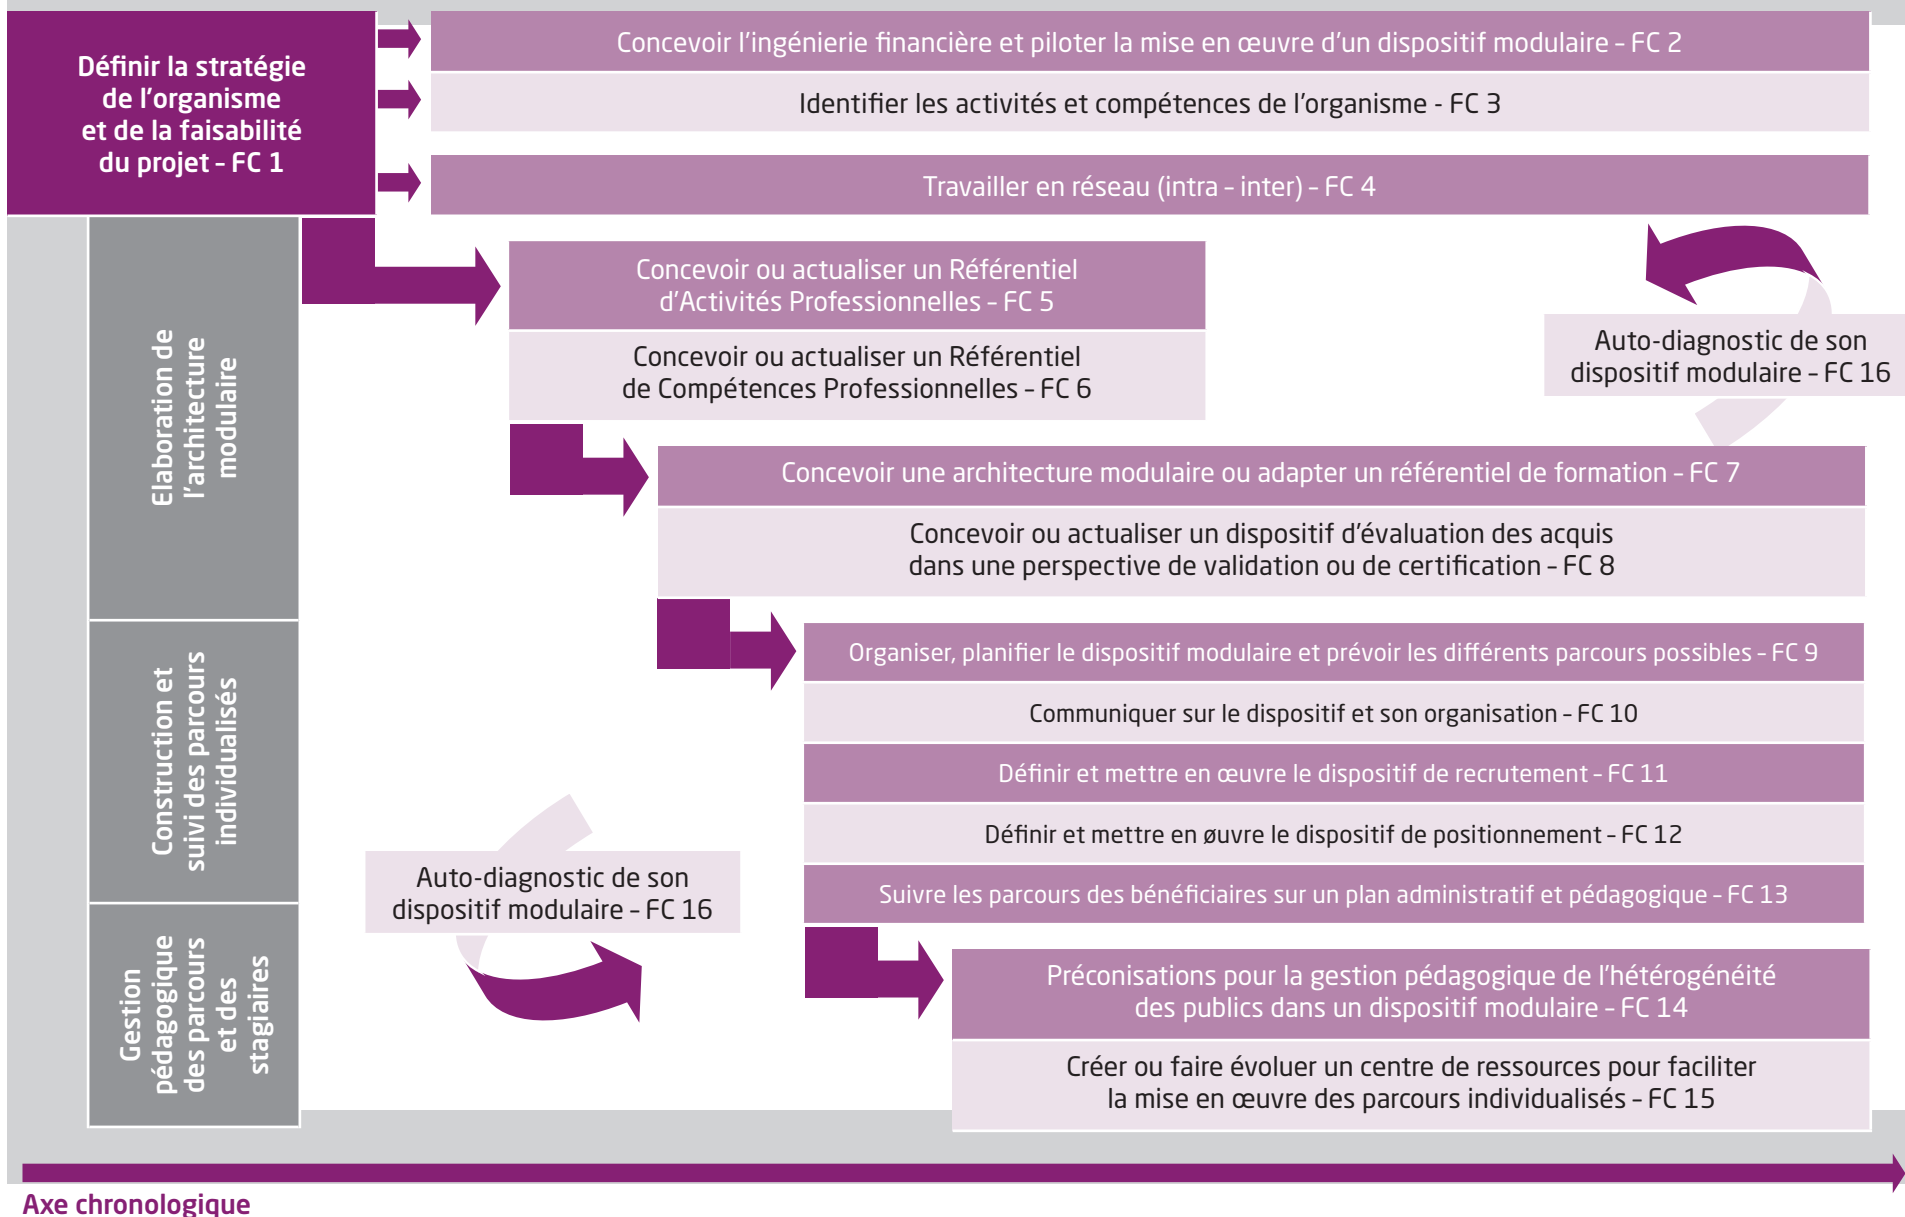 Définir la stratégie
de l'organisme
et de la faisabilité
du projet – FC 1
Concevoir l'ingénierie financière et piloter la mise en œuvre d'un dispositif modulaire – FC 2
Identifier les activités et compétences de l'organisme - FC 3
Travailler en réseau (intra – inter) – FC 4
Elaboration de
l'architecture
modulaire
Concevoir ou actualiser un Référentiel
d'Activités Professionnelles – FC 5
Concevoir ou actualiser un Référentiel
de Compétences Professionnelles – FC 6
Auto-diagnostic de son
dispositif modulaire – FC 16
Concevoir une architecture modulaire ou adapter un référentiel de formation – FC 7
Concevoir ou actualiser un dispositif d'évaluation des acquis
dans une perspective de validation ou de certification – FC 8
Construction et
suivi des parcours
individualisés
Organiser, planifier le dispositif modulaire et prévoir les différents parcours possibles – FC 9
Communiquer sur le dispositif et son organisation – FC 10
Définir et mettre en œuvre le dispositif de recrutement – FC 11
Définir et mettre en øuvre le dispositif de positionnement – FC 12
Suivre les parcours des bénéficiaires sur un plan administratif et pédagogique – FC 13
Auto-diagnostic de son
dispositif modulaire – FC 16
Gestion
pédagogique
des parcours
et des
stagiaires
Préconisations pour la gestion pédagogique de l'hétérogénéité
des publics dans un dispositif modulaire – FC 14
Créer ou faire évoluer un centre de ressources pour faciliter
la mise en œuvre des parcours individualisés – FC 15
Axe chronologique